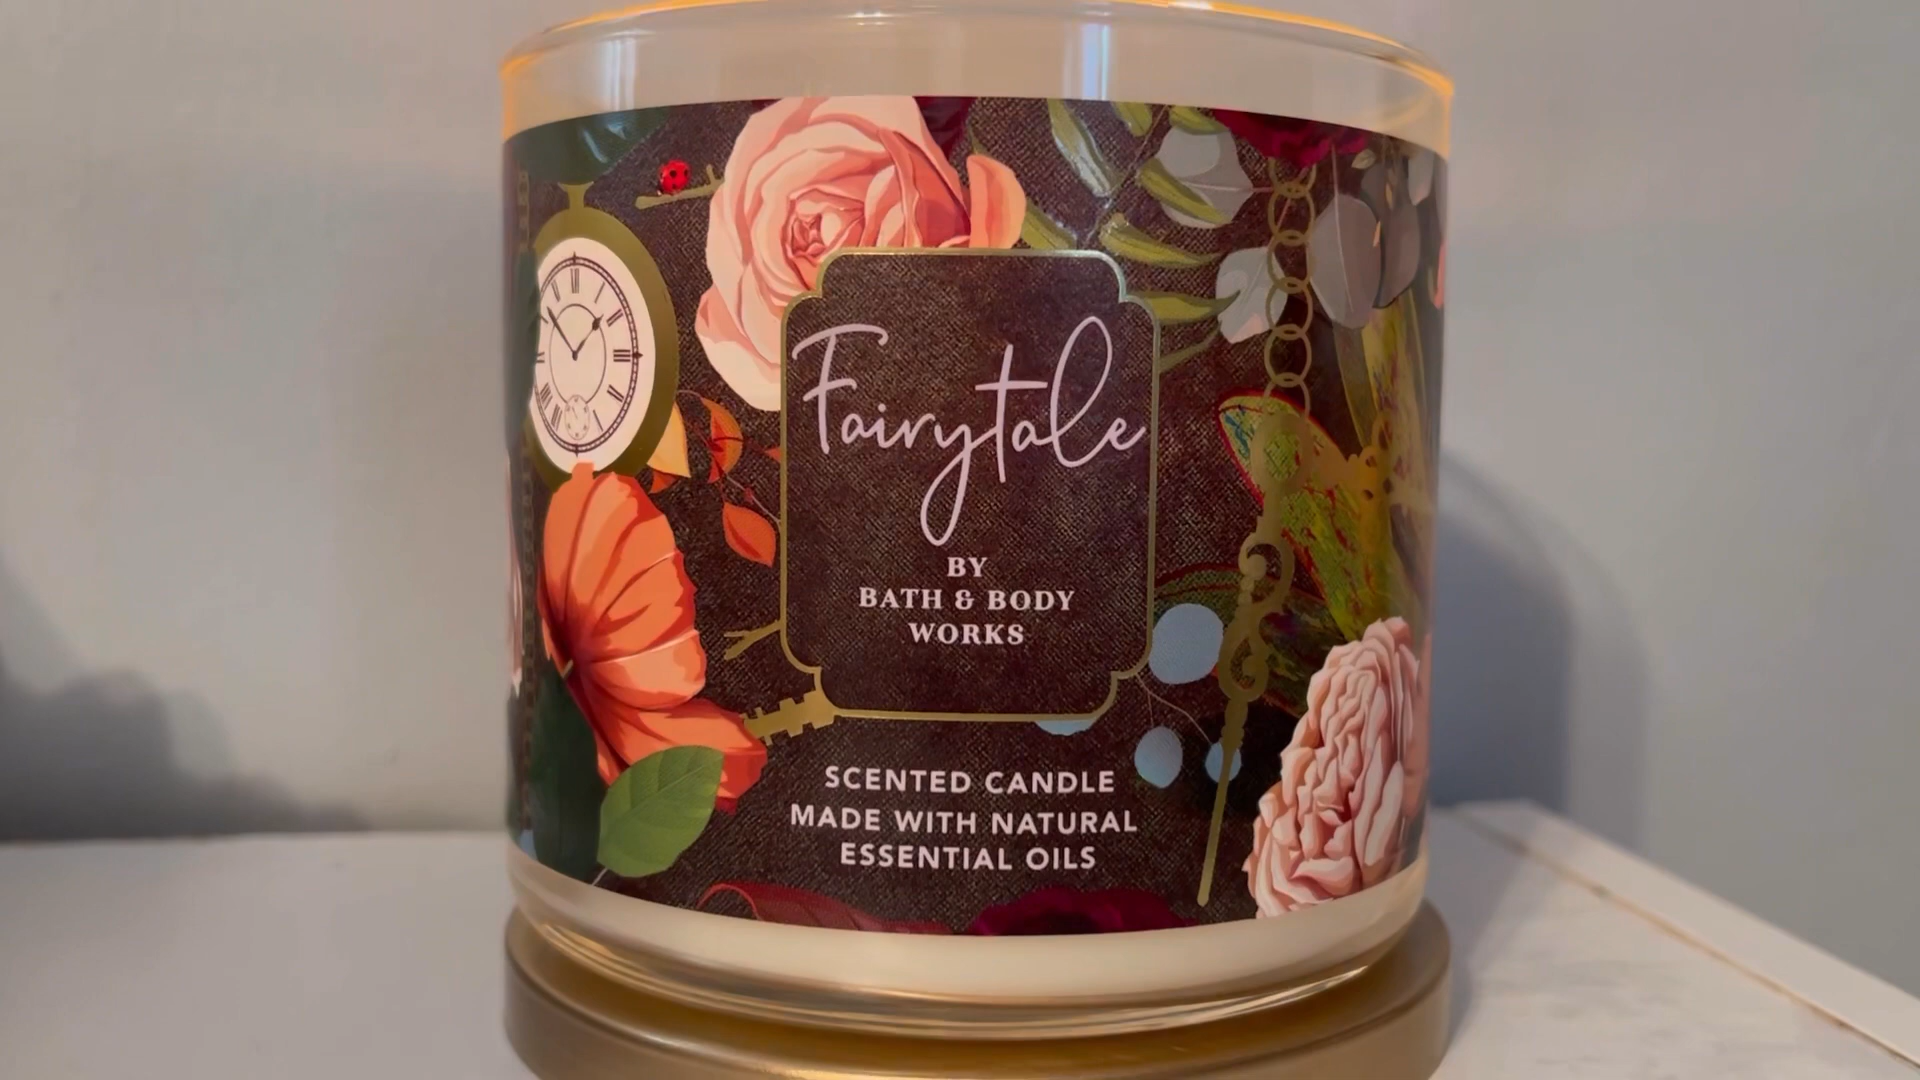 Fairytale
BY
BATH & BODY
WORKS
SCENTED CANDLE
MADE WITH NATURAL
ESSENTIAL OILS